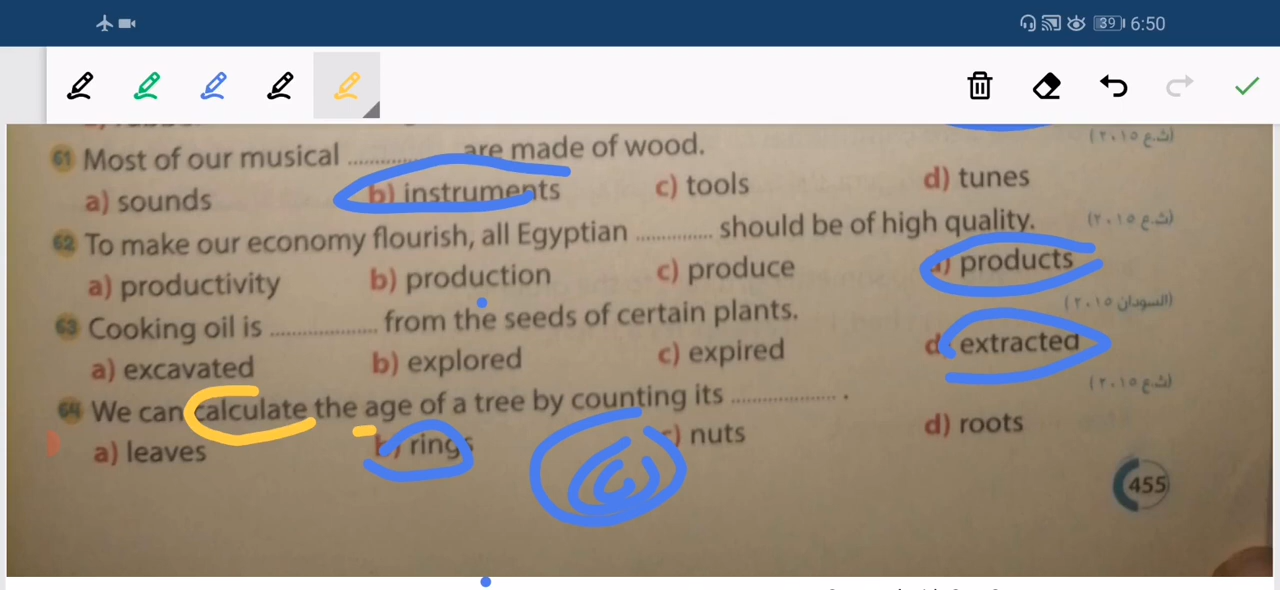 39 6:50
61 Most of our musical .............. are made of wood. (ث.ع ٢٠١٥)
a) sounds b) instruments c) tools d) tunes
62 To make our economy flourish, all Egyptian .............. should be of high quality. (ث.ع ٢٠١٥)
a) productivity b) production c) produce d) products
63 Cooking oil is .................. from the seeds of certain plants. (السودان ٢٠١٥)
a) excavated b) explored c) expired d) extracted
64 We can calculate the age of a tree by counting its ................. . (ث.ع ٢٠١٥)
a) leaves b) rings c) nuts d) roots
455